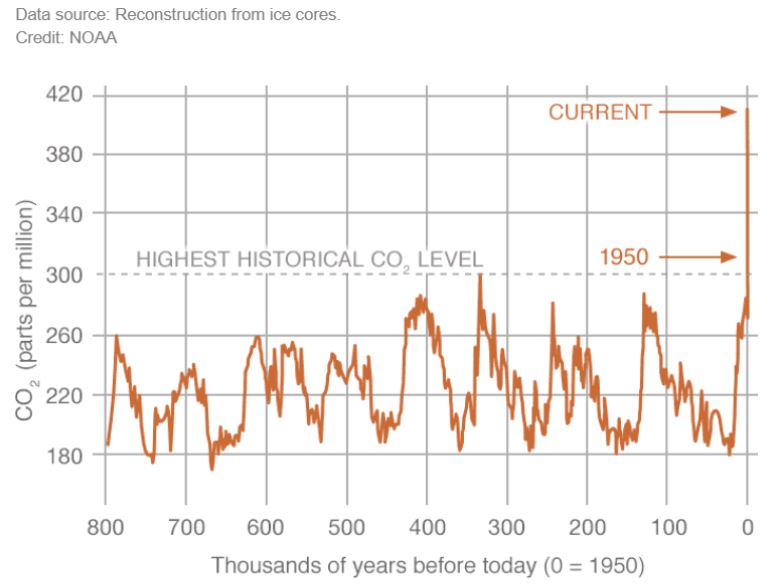 Data source: Reconstruction from ice cores.
Credit: NOAA
420
380
340
300
260
220
180
CO₂ (parts per million)
CURRENT
HIGHEST HISTORICAL CO₂ LEVEL
1950
800 700 600 500 400 300 200 100 0
Thousands of years before today (0 = 1950)